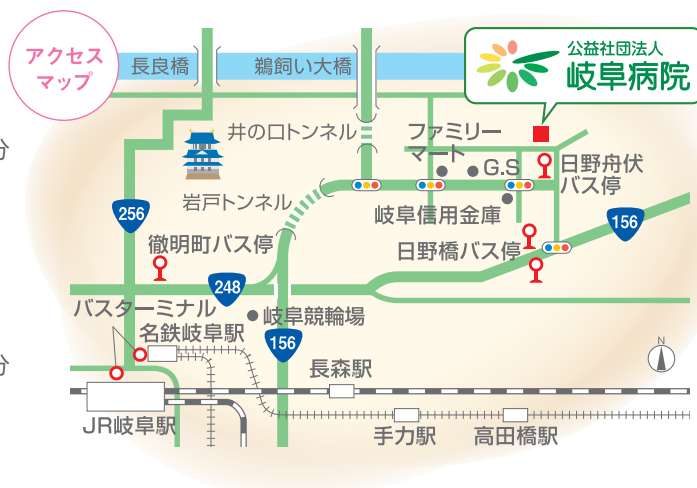 アクセス
マップ
長良橋
鵜飼い大橋
公益社団法人
岐阜病院
分
井の口トンネル
ファミリー
マート
G.S
日野舟伏
バス停
岩戸トンネル
岐阜信用金庫
256
156
徹明町バス停
日野橋バス停
248
バスターミナル
岐阜競輪場
名鉄岐阜駅
156
N
分
長森駅
JR岐阜駅
手力駅
高田橋駅